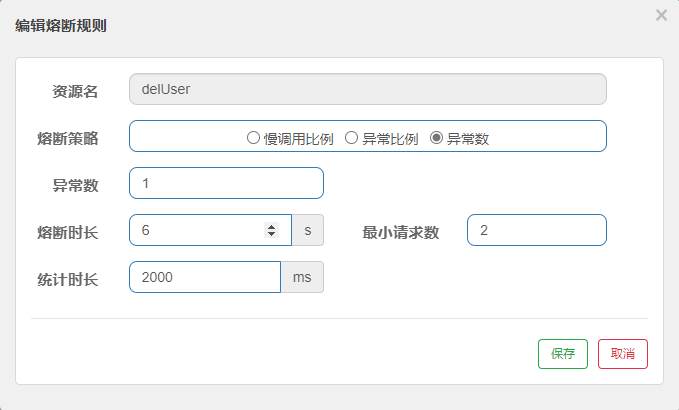 编辑熔断规则
×
资源名 delUser
熔断策略 慢调用比例 异常比例 异常数
异常数 1
熔断时长 6 s 最小请求数 2
统计时长 2000 ms
保存 取消